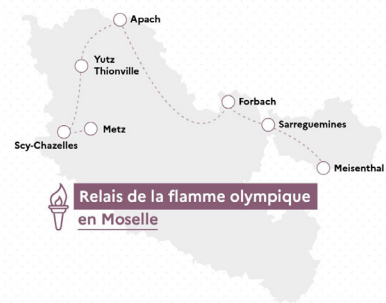 Apach
Yutz
Thionville
Forbach
Metz
Sarreguemines
Scy-Chazelles
Meisenthal
Relais de la flamme olympique
en Moselle